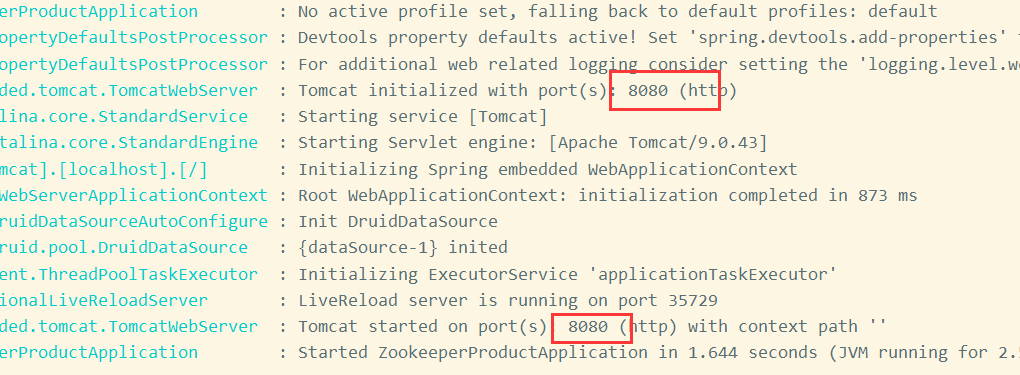 erProductApplication : No active profile set, falling back to default profiles: default
opertyDefaultsPostProcessor : Devtools property defaults active! Set 'spring.devtools.add-properties'
opertyDefaultsPostProcessor : For additional web related logging consider setting the 'logging.level.w
ded.tomcat.TomcatWebServer : Tomcat initialized with port(s): 8080 (http)
lina.core.StandardService : Starting service [Tomcat]
talina.core.StandardEngine : Starting Servlet engine: [Apache Tomcat/9.0.43]
mcat].[localhost].[/] : Initializing Spring embedded WebApplicationContext
WebServerApplicationContext : Root WebApplicationContext: initialization completed in 873 ms
DruidDataSourceAutoConfigure : Init DruidDataSource
ruid.pool.DruidDataSource : {dataSource-1} inited
ent.ThreadPoolTaskExecutor : Initializing ExecutorService 'applicationTaskExecutor'
ionalLiveReloadServer : LiveReload server is running on port 35729
ded.tomcat.TomcatWebServer : Tomcat started on port(s): 8080 (http) with context path ''
erProductApplication : Started ZookeeperProductApplication in 1.644 seconds (JVM running for 2.